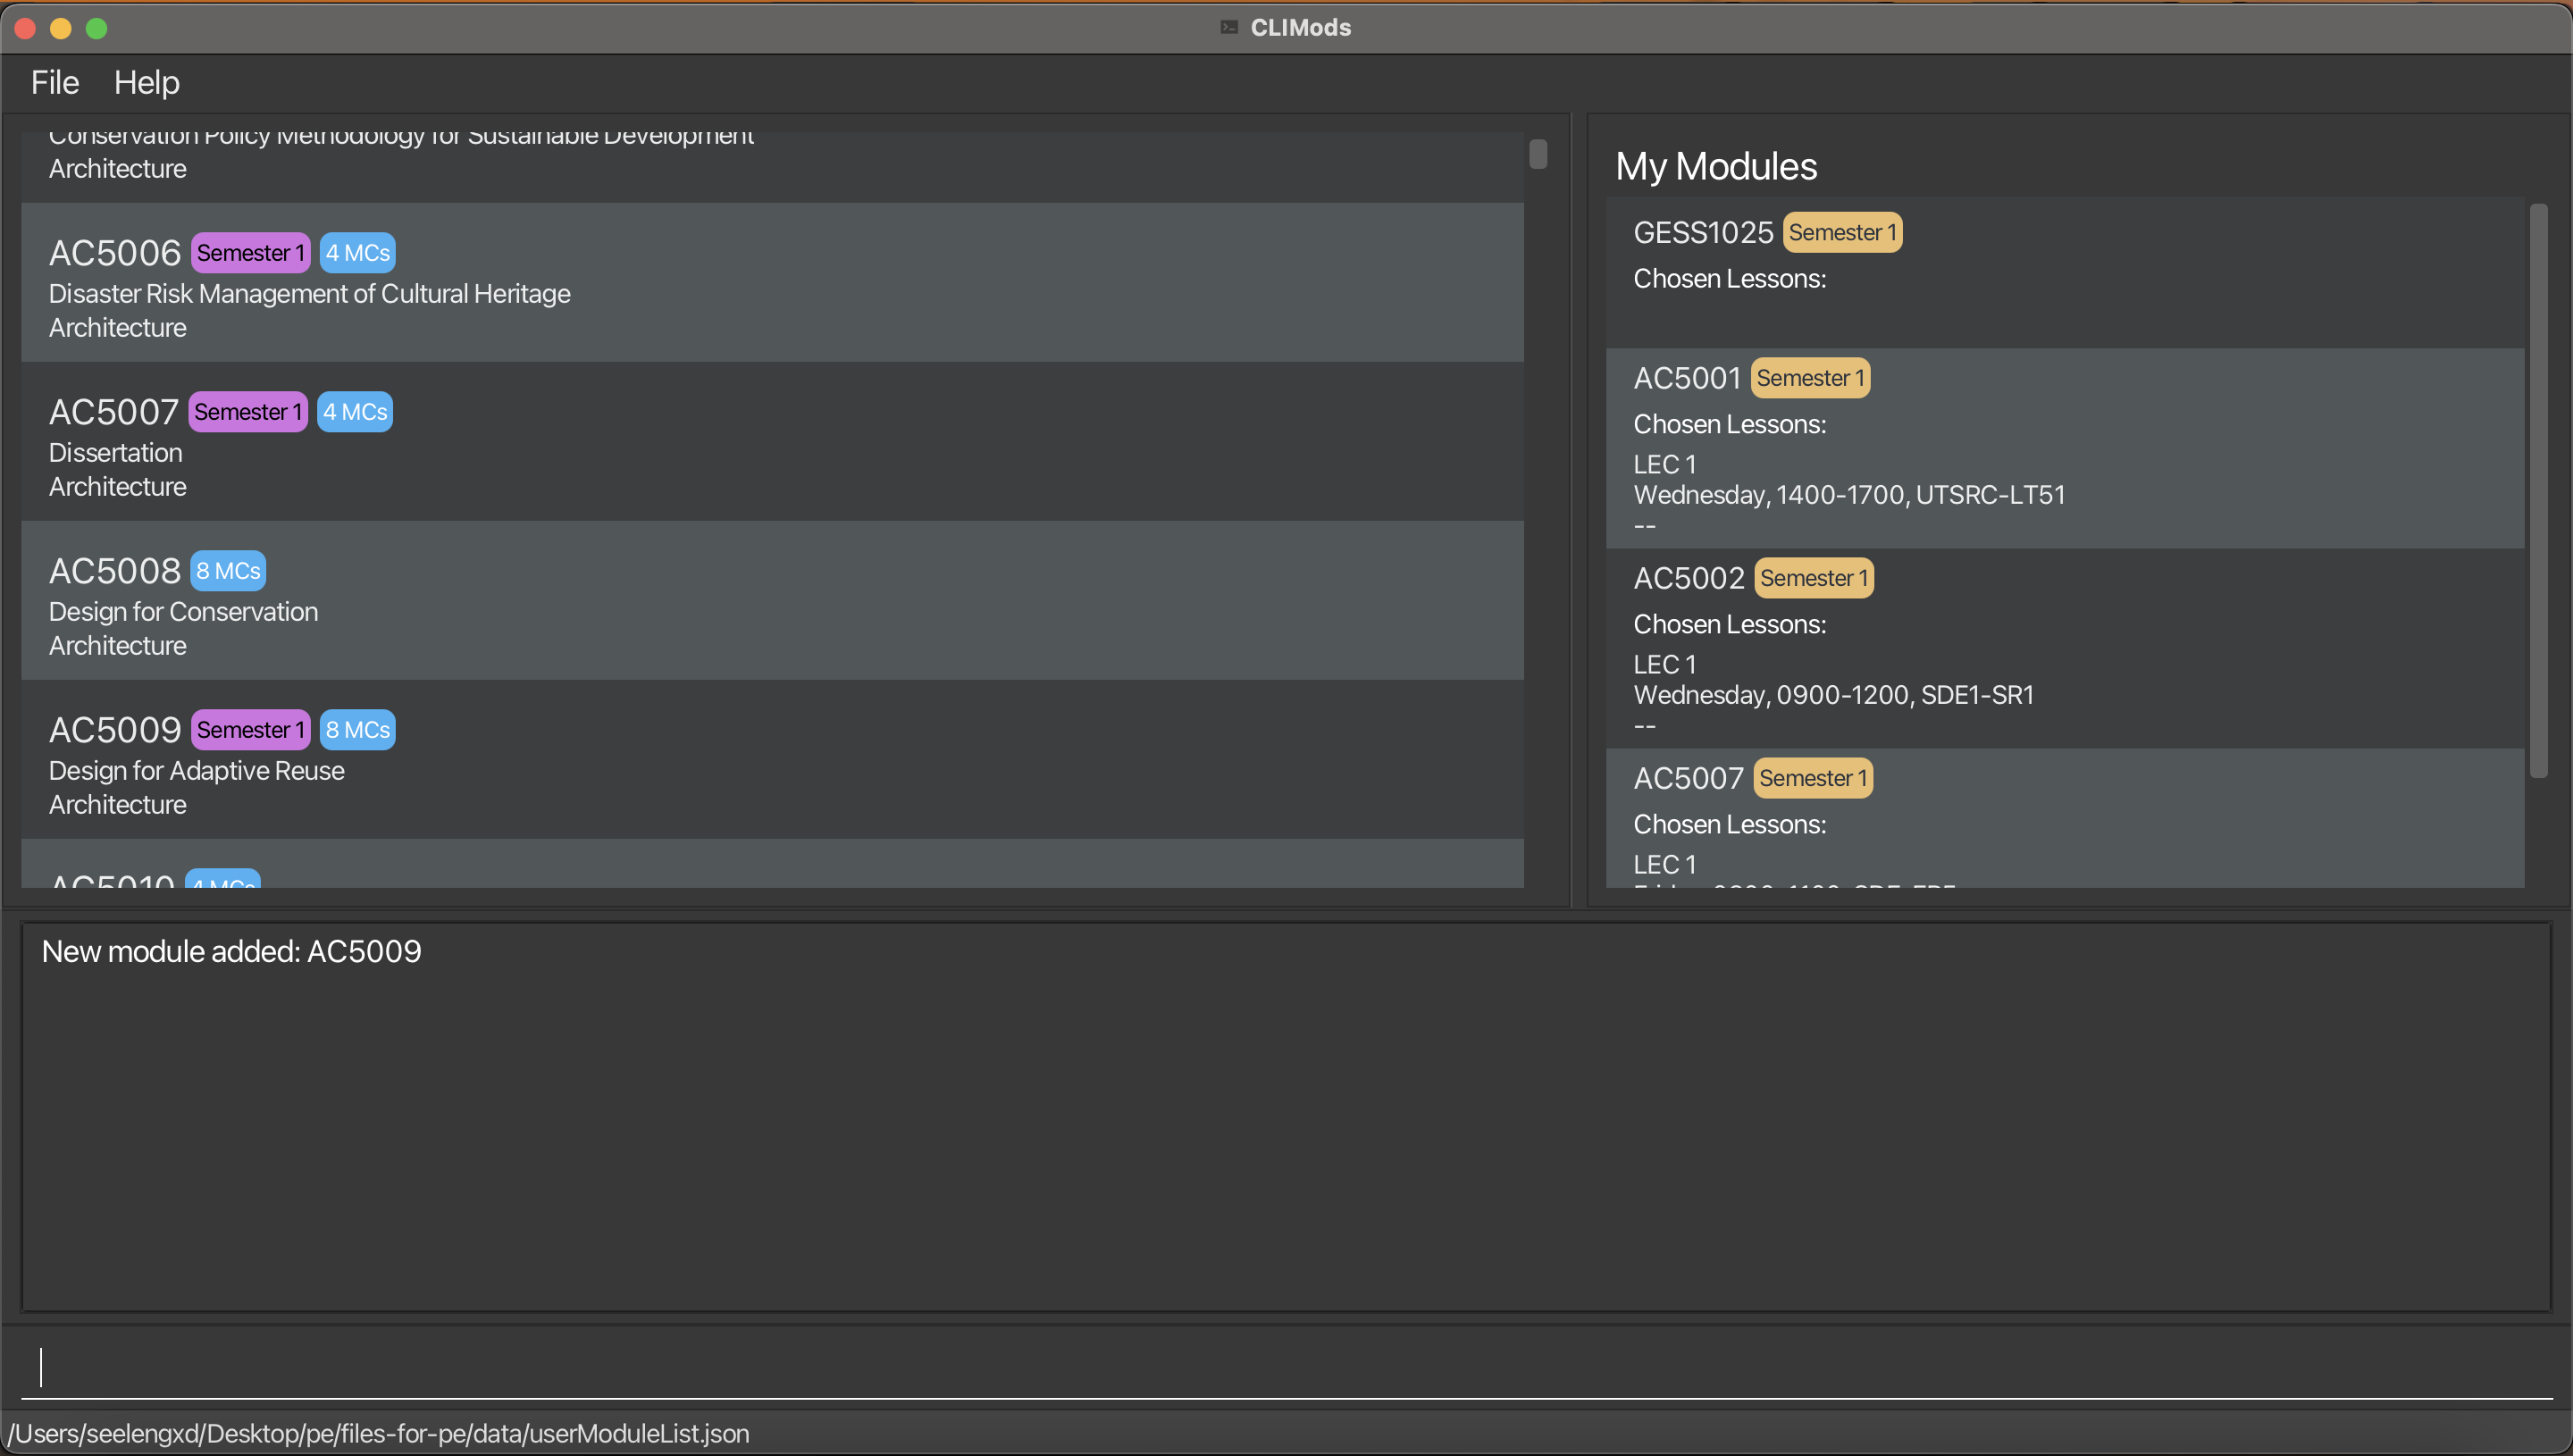 CLIMods
File Help
Conservation Policy Methodology for Sustainable Development
Architecture
AC5006 Semester 1 4 MCs
Disaster Risk Management of Cultural Heritage
Architecture
AC5007 Semester 1 4 MCs
Dissertation
Architecture
AC5008 8 MCs
Design for Conservation
Architecture
AC5009 Semester 1 8 MCs
Design for Adaptive Reuse
Architecture
AC5010 4 MCs
My Modules
GESS1025 Semester 1
Chosen Lessons:
AC5001 Semester 1
Chosen Lessons:
LEC 1
Wednesday, 1400-1700, UTSRC-LT51
--
AC5002 Semester 1
Chosen Lessons:
LEC 1
Wednesday, 0900-1200, SDE1-SR1
--
AC5007 Semester 1
Chosen Lessons:
LEC 1
New module added: AC5009
/Users/seelengxd/Desktop/pe/files-for-pe/data/userModuleList.json